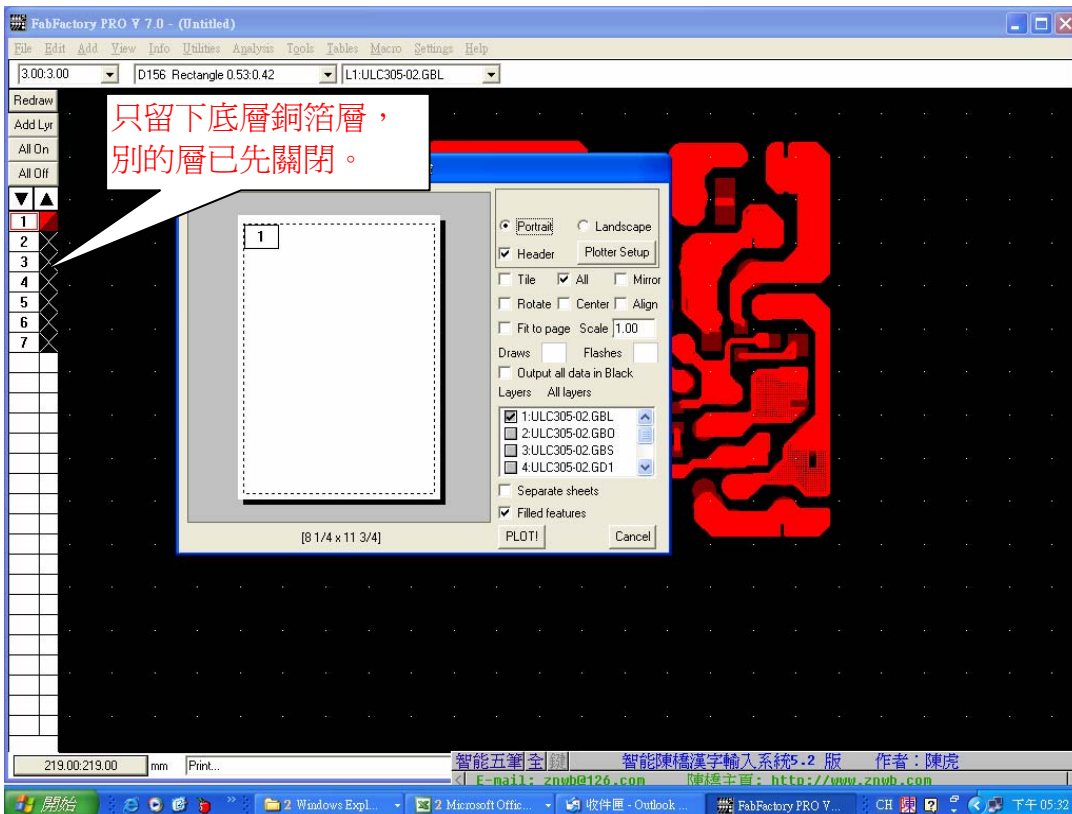 FabFactory PRO V 7.0 - (Untitled)
File Edit Add View Info Utilities Analysis Tools Tables Macro Settings Help
3.00:3.00 D156 Rectangle 0.53:0.42 L1:ULC305-02.GBL
Redraw
Add Lyr
All On
All Off
只留下底層銅箔層，
別的層已先關閉。
1
2
3
4
5
6
7
1
[8 1/4 x 11 3/4]
Portrait Landscape
Header Plotter Setup
Tile All Mirror
Rotate Center Align
Fit to page Scale 1.00
Draws Flashes
Output all data in Black
Layers All layers
1:ULC305-02.GBL
2:ULC305-02.GBO
3:ULC305-02.GBS
4:ULC305-02.GD1
Separate sheets
Filled features
PLOT! Cancel
219.00:219.00 mm Print...
智能五筆 全 鍵 智能陳橋漢字輸入系統5.2 版 作者：陳虎
E-mail: znwb@126.com 陳橋主頁: http://www.znwb.com
開始 2 Windows Expl... 2 Microsoft Offic... 收件匣 - Outlook ... FabFactory PRO V... CH 陳 下午 05:32